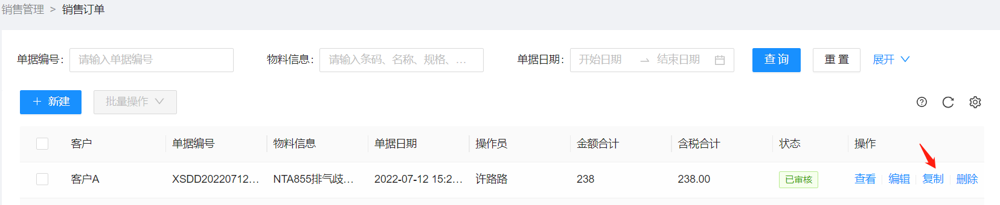 销售管理 > 销售订单
单据编号: 请输入单据编号 物料信息: 请输入条码、名称、规格、... 单据日期: 开始日期 → 结束日期 查 询 重 置 展开
+ 新建 批量操作
客户 单据编号 物料信息 单据日期 操作员 金额合计 含税合计 状态 操作
客户A XSDD20220712... NTA855排气歧... 2022-07-12 15:2... 许路路 238 238.00 已审核 查看 编辑 复制 删除